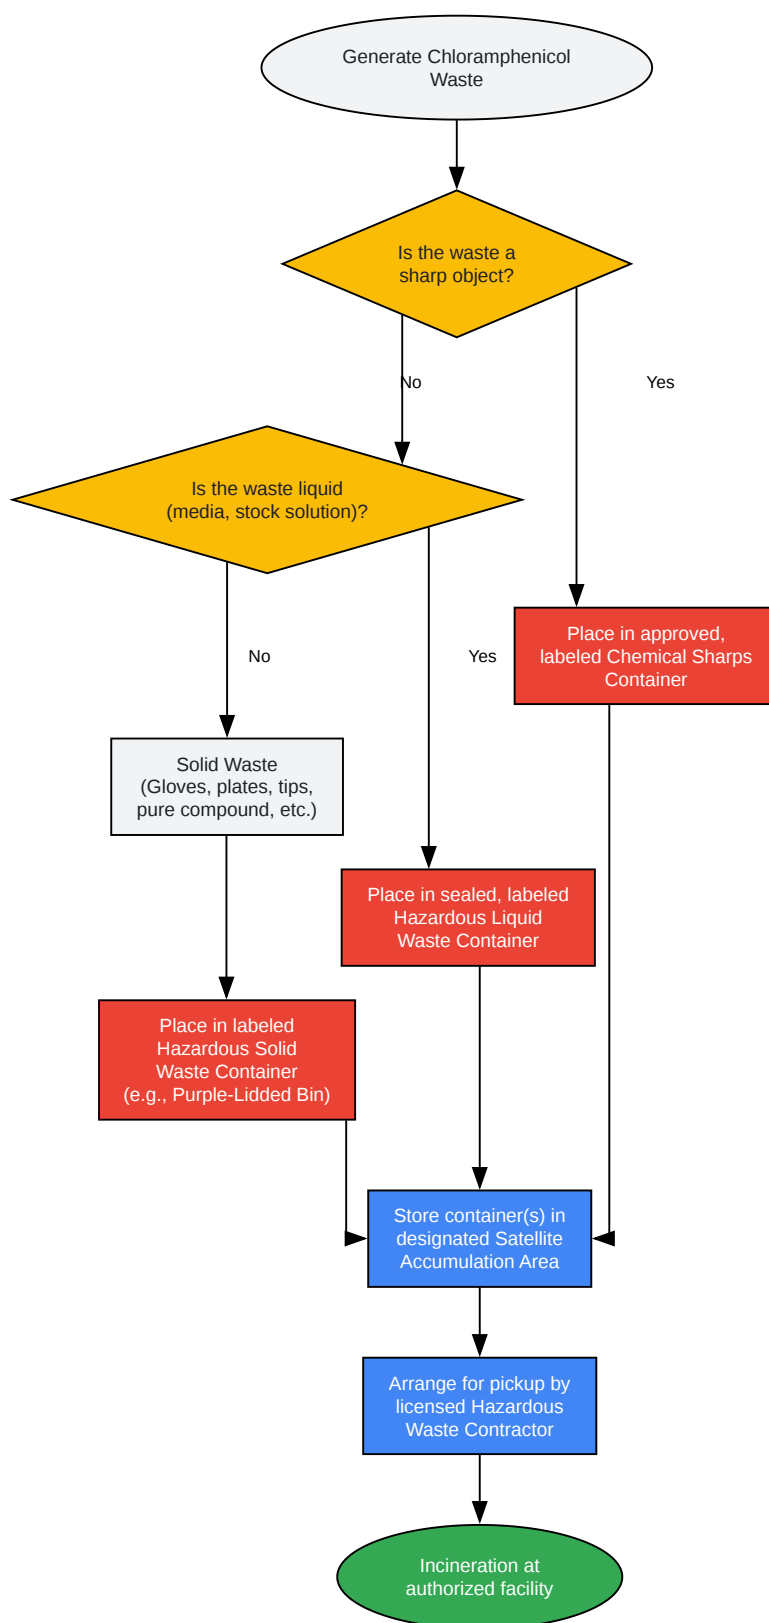 Generate Chloramphenicol
Waste
Is the waste a
sharp object?
No
Yes
Is the waste liquid
(media, stock solution)?
Place in approved,
labeled Chemical Sharps
Container
No
Yes
Solid Waste
(Gloves, plates, tips,
pure compound, etc.)
Place in sealed, labeled
Hazardous Liquid
Waste Container
Place in labeled
Hazardous Solid
Waste Container
(e.g., Purple-Lidded Bin)
Store container(s) in
designated Satellite
Accumulation Area
Arrange for pickup by
licensed Hazardous
Waste Contractor
Incineration at
authorized facility